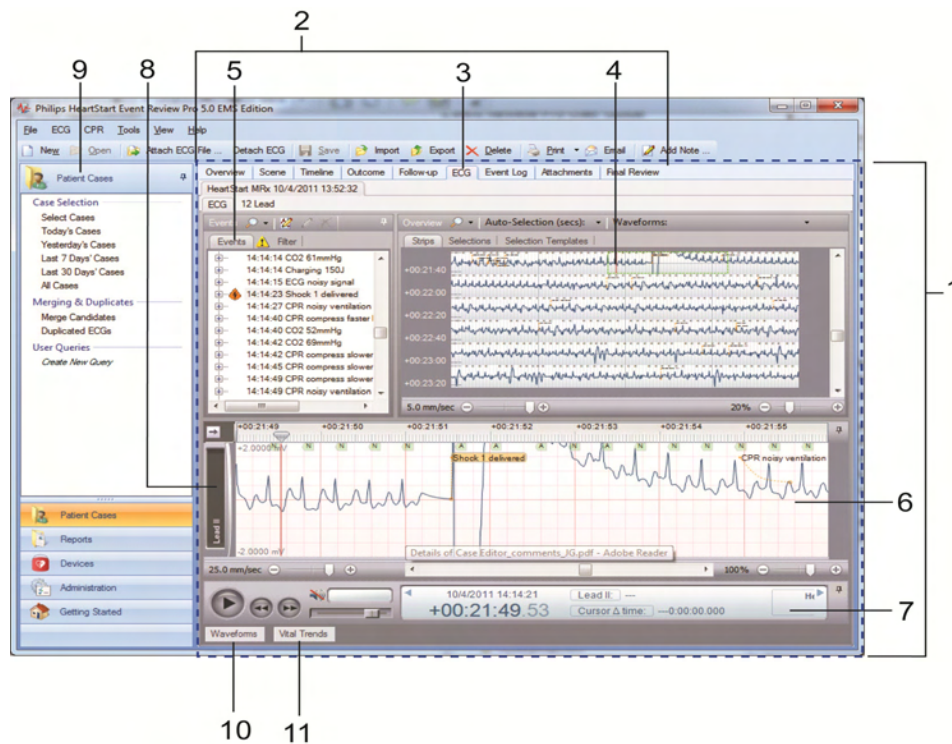 2
9 8 5 3 4
Philips HeartStart Event Review Pro 5.0 EMS Edition
File ECG CPR Tools View Help
New Open Attach ECG File ... Detach ECG Save Import Export Delete Print Email Add Note ...
Patient Cases
Case Selection
Select Cases
Today's Cases
Yesterday's Cases
Last 7 Days' Cases
Last 30 Days' Cases
All Cases
Merging & Duplicates
Merge Candidates
Duplicated ECGs
User Queries
Create New Query
Patient Cases
Reports
Devices
Administration
Getting Started
Overview Scene Timeline Outcome Follow-up ECG Event Log Attachments Final Review
HeartStart MRx 10/4/2011 13:52:32
ECG 12 Lead
Events
Events Filter
14:14:14 CO2 61mmHg
14:14:14 Charging 150J
14:14:15 ECG noisy signal
14:14:23 Shock 1 delivered
14:14:27 CPR noisy ventilation
14:14:40 CPR compress faster
14:14:40 CO2 52mmHg
14:14:42 CO2 69mmHg
14:14:42 CPR compress slower
14:14:45 CPR compress slower
14:14:49 CPR compress slower
14:14:49 CPR noisy ventilation
Overview Auto-Selection (secs): Waveforms:
Strips Selections Selection Templates
+00:21:40
+00:22:00
+00:22:20
+00:22:40
+00:23:00
+00:23:20
5.0 mm/sec 20%
1
+00:21:49 +00:21:50 +00:21:51 +00:21:52 +00:21:53 +00:21:54 +00:21:55
+2.0000 mV
N N N N N A A A A N N N N N N N
Shock 1 delivered CPR noisy ventilation
Lead II
6
-2.0000 mV
Details of Case Editor_comments_JG.pdf - Adobe Reader
25.0 mm/sec 100%
10/4/2011 14:14:21 Lead II: ---
+00:21:49.53 Cursor Δ time: ---0:00:00.000
7
Waveforms Vital Trends
10 11